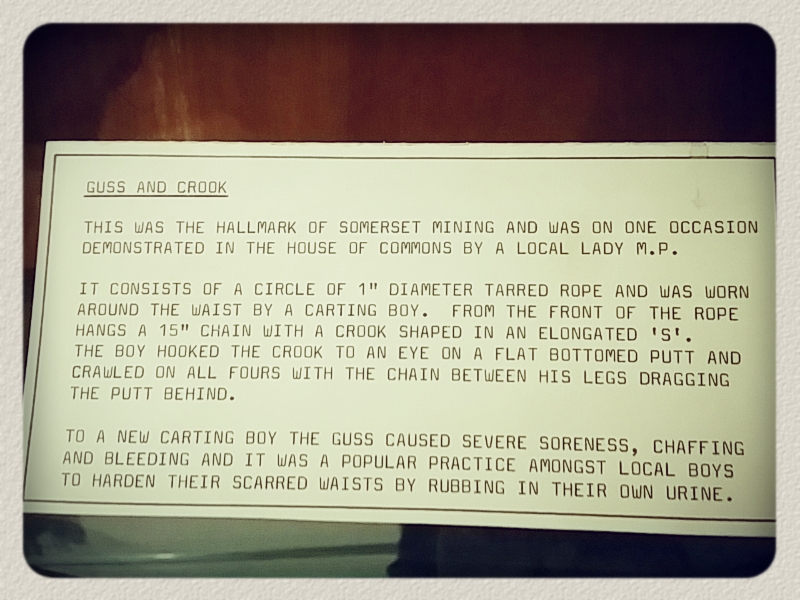 GUSS AND CROOK
THIS WAS THE HALLMARK OF SOMERSET MINING AND WAS ON ONE OCCASION
DEMONSTRATED IN THE HOUSE OF COMMONS BY A LOCAL LADY M.P.
IT CONSISTS OF A CIRCLE OF 1" DIAMETER TARRED ROPE AND WAS WORN
AROUND THE WAIST BY A CARTING BOY. FROM THE FRONT OF THE ROPE
HANGS A 15" CHAIN WITH A CROOK SHAPED IN AN ELONGATED 'S'.
THE BOY HOOKED THE CROOK TO AN EYE ON A FLAT BOTTOMED PUTT AND
CRAWLED ON ALL FOURS WITH THE CHAIN BETWEEN HIS LEGS DRAGGING
THE PUTT BEHIND.
TO A NEW CARTING BOY THE GUSS CAUSED SEVERE SORENESS, CHAFFING
AND BLEEDING AND IT WAS A POPULAR PRACTICE AMONGST LOCAL BOYS
TO HARDEN THEIR SCARRED WAISTS BY RUBBING IN THEIR OWN URINE.